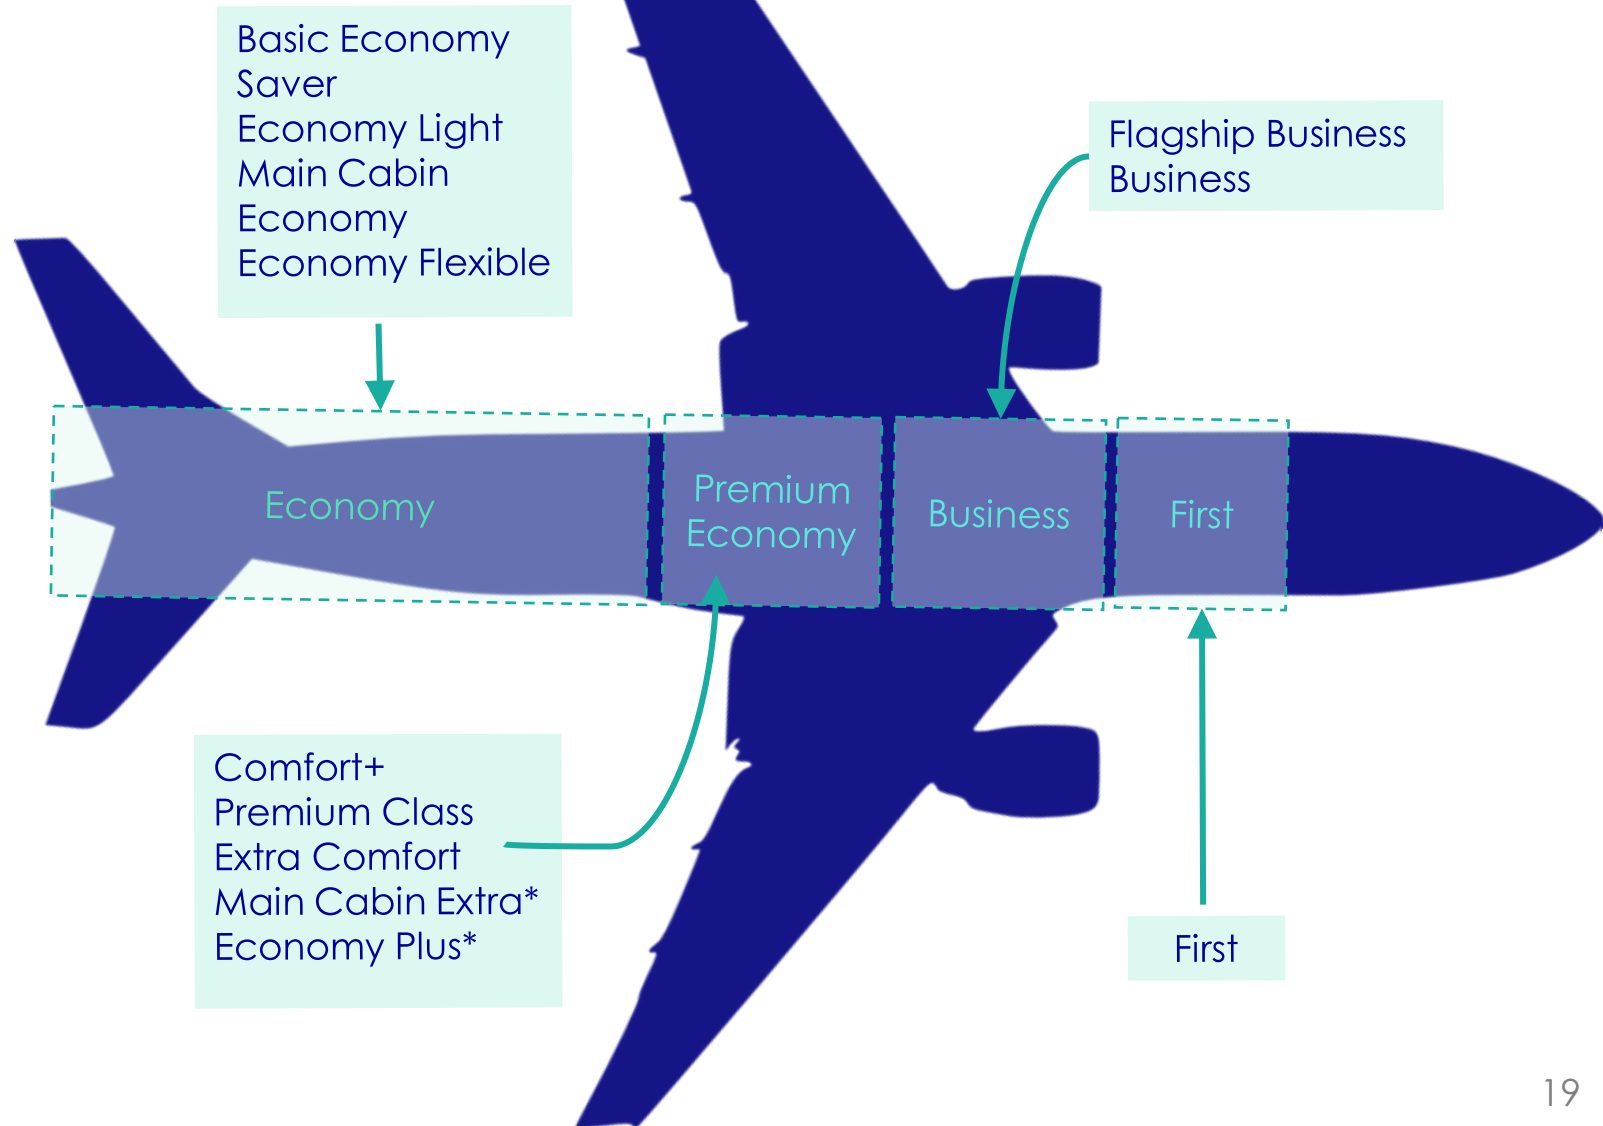 Basic Economy
Saver
Economy Light
Main Cabin
Economy
Economy Flexible
Flagship Business
Business
Economy
Premium
Economy
Business
First
Comfort+
Premium Class
Extra Comfort
Main Cabin Extra*
Economy Plus*
First
19